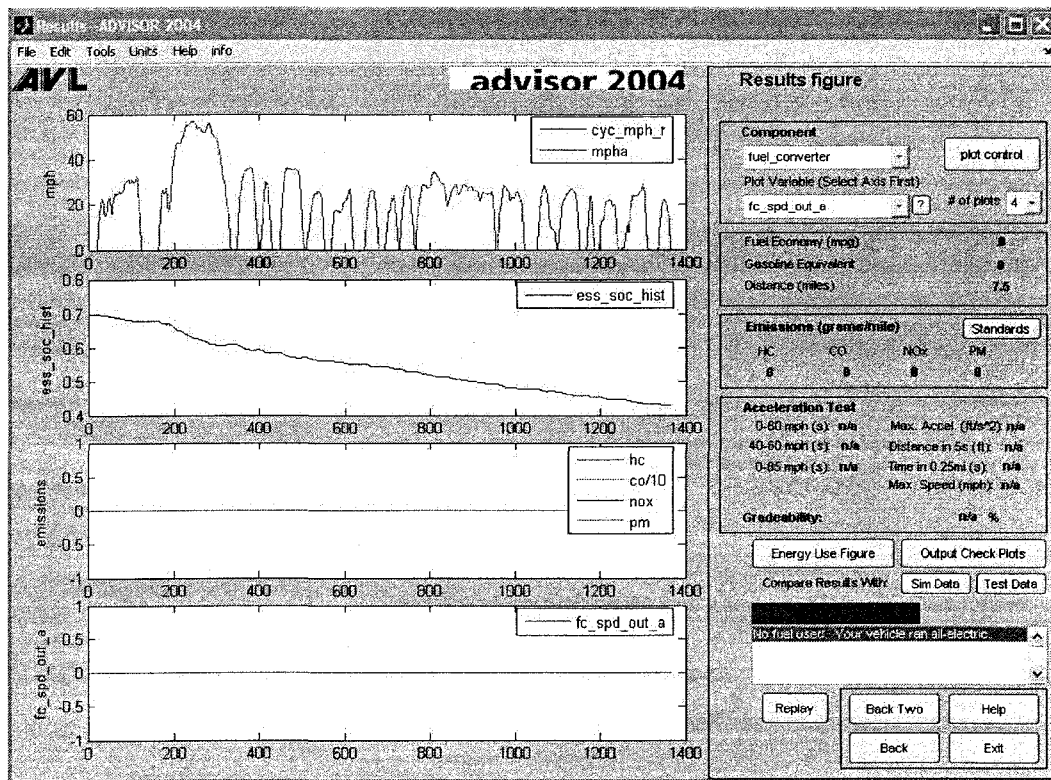 Results - ADVISOR 2004
File Edit Tools Units Help info
AVL
advisor 2004
60
40
20
0
mph
cyc_mph_r
mpha
0 200 400 600 800 1000 1200 1400
0.8
0.7
0.6
0.5
0.4
ess_soc_hist
ess_soc_hist
0 200 400 600 800 1000 1200 1400
1
0.5
0
-0.5
-1
emissions
hc
co/10
nox
pm
0 200 400 600 800 1000 1200 1400
1
0.5
0
-0.5
-1
fc_spd_out_a
fc_spd_out_a
0 200 400 600 800 1000 1200 1400
Results figure
Component
fuel_converter
plot control
Plot Variable (Select Axis First)
fc_spd_out_a ? # of plots 4
Fuel Economy (mpg) 0
Gasoline Equivalent 0
Distance (miles) 7.5
Emissions (grams/mile) Standards
HC CO NOx PM
0 0 0 0
Acceleration Test
0-60 mph (s): n/a Max. Accel. (ft/s^2): n/a
40-60 mph (s): n/a Distance in 5s (ft): n/a
0-85 mph (s): n/a Time in 0.25mi (s): n/a
Max. Speed (mph): n/a
Gradeability: n/a %
Energy Use Figure Output Check Plots
Compare Results With: Sim Data Test Data
No fuel used! Your vehicle ran all-electric.
Replay Back Two Help
Back Exit